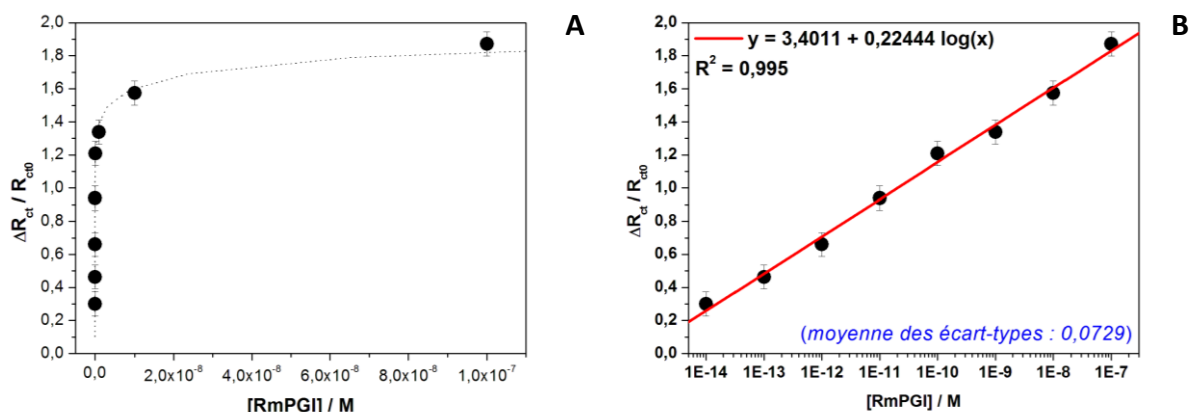 A
2,0
1,8
1,6
1,4
1,2
1,0
0,8
0,6
0,4
0,2
0,0
ΔR_ct / R_ct0
0,0 2,0x10⁻⁸ 4,0x10⁻⁸ 6,0x10⁻⁸ 8,0x10⁻⁸ 1,0x10⁻⁷
[RmPGI] / M
B
y = 3,4011 + 0,22444 log(x)
R² = 0,995
2,0
1,8
1,6
1,4
1,2
1,0
0,8
0,6
0,4
0,2
0,0
ΔR_ct / R_ct0
(moyenne des écart-types : 0,0729)
1E-14 1E-13 1E-12 1E-11 1E-10 1E-9 1E-8 1E-7
[RmPGI] / M